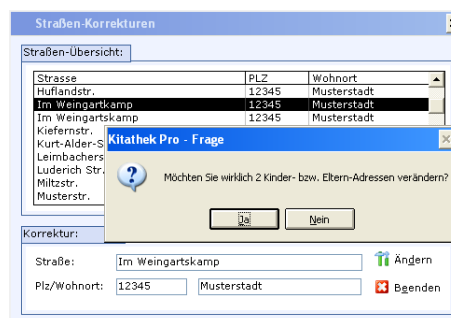 Straßen-Korrekturen
Straßen-Übersicht:
Strasse PLZ Wohnort
Huflandstr. 12345 Musterstadt
Im Weingartkamp 12345 Musterstadt
Im Weingartskamp 12345 Musterstadt
Kiefernstr.
Kurt-Alder-S
Leimbachers
Luderich Str.
Miltzstr.
Musterstr.
Kitathek Pro - Frage
Möchten Sie wirklich 2 Kinder- bzw. Eltern-Adressen verändern?
Ja Nein
Korrektur:
Straße: Im Weingartskamp Ändern
Plz/Wohnort: 12345 Musterstadt Beenden